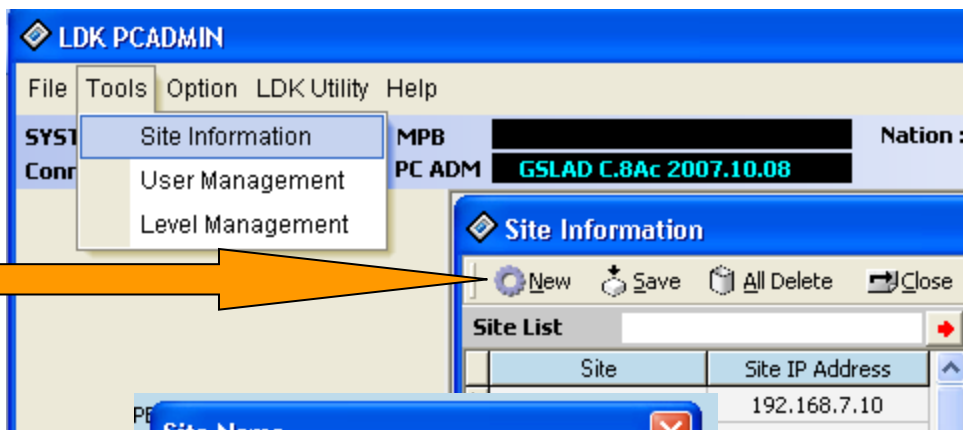 LDK PCADMIN
File Tools Option LDK Utility Help
SYST MPB Nation :
Site Information
Conn PC ADM GSLAD C.8Ac 2007.10.08
User Management
Level Management
Site Information
New Save All Delete Close
Site List
Site Site IP Address
192.168.7.10
Site Name